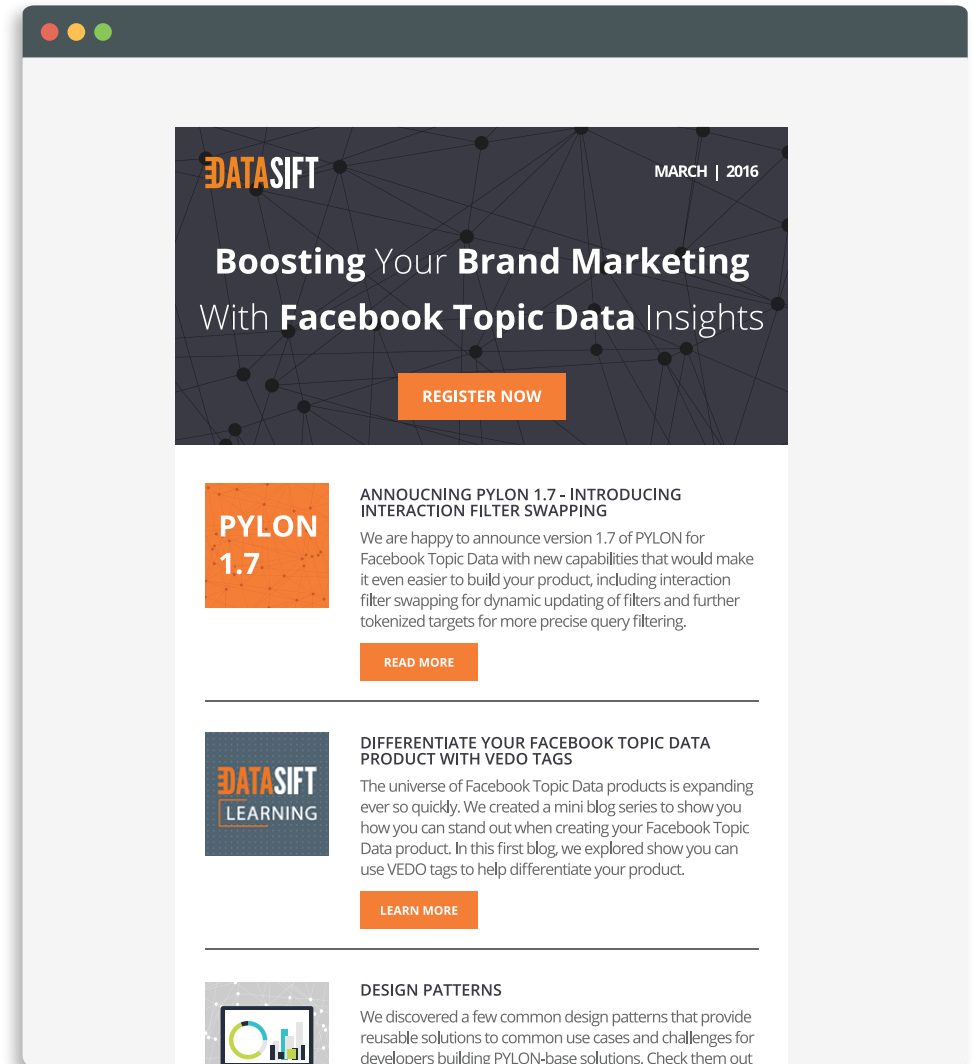 DATASIFT
MARCH | 2016
Boosting Your Brand Marketing
With Facebook Topic Data Insights
REGISTER NOW
PYLON
1.7
ANNOUCNING PYLON 1.7 - INTRODUCING
INTERACTION FILTER SWAPPING
We are happy to announce version 1.7 of PYLON for
Facebook Topic Data with new capabilities that would make
it even easier to build your product, including interaction
filter swapping for dynamic updating of filters and further
tokenized targets for more precise query filtering.
READ MORE
DATASIFT
LEARNING
DIFFERENTIATE YOUR FACEBOOK TOPIC DATA
PRODUCT WITH VEDO TAGS
The universe of Facebook Topic Data products is expanding
ever so quickly. We created a mini blog series to show you
how you can stand out when creating your Facebook Topic
Data product. In this first blog, we explored show you can
use VEDO tags to help differentiate your product.
LEARN MORE
DESIGN PATTERNS
We discovered a few common design patterns that provide
reusable solutions to common use cases and challenges for
developers building PYLON-base solutions. Check them out